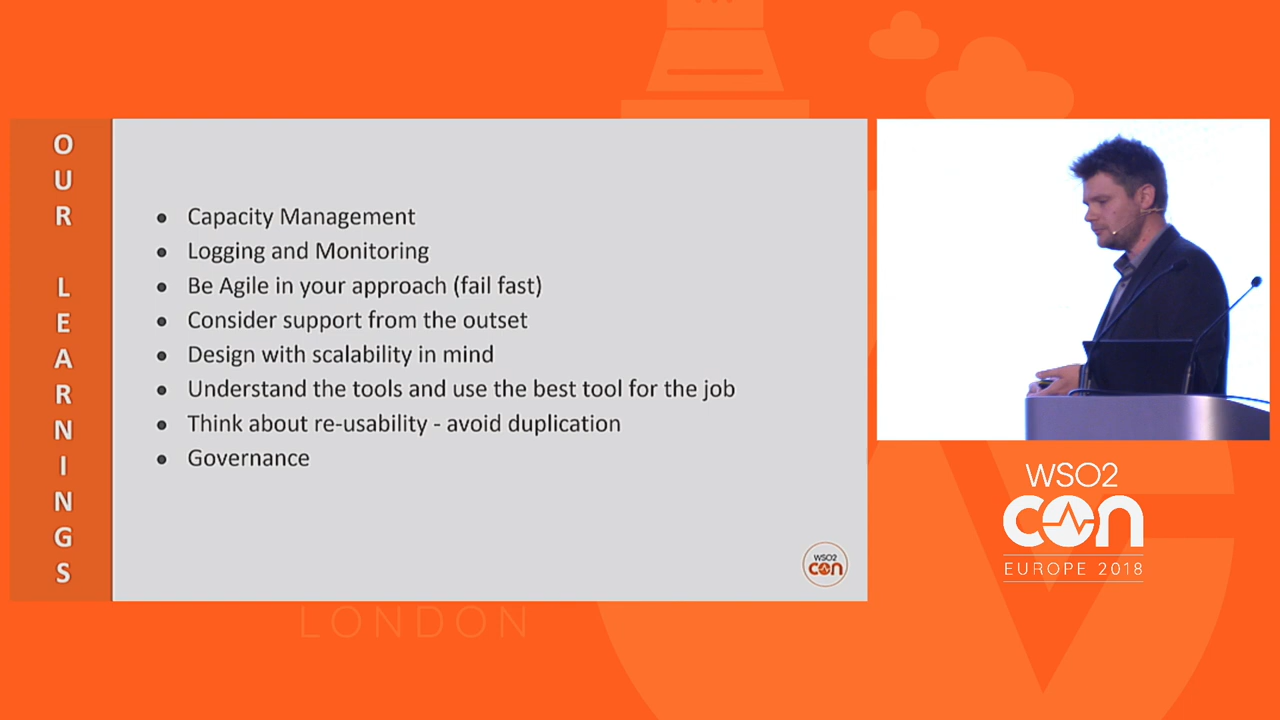 OUR LEARNINGS
Capacity Management
Logging and Monitoring
Be Agile in your approach (fail fast)
Consider support from the outset
Design with scalability in mind
Understand the tools and use the best tool for the job
Think about re-usability - avoid duplication
Governance
WSO2
con
WSO2
con
EUROPE 2018
LONDON